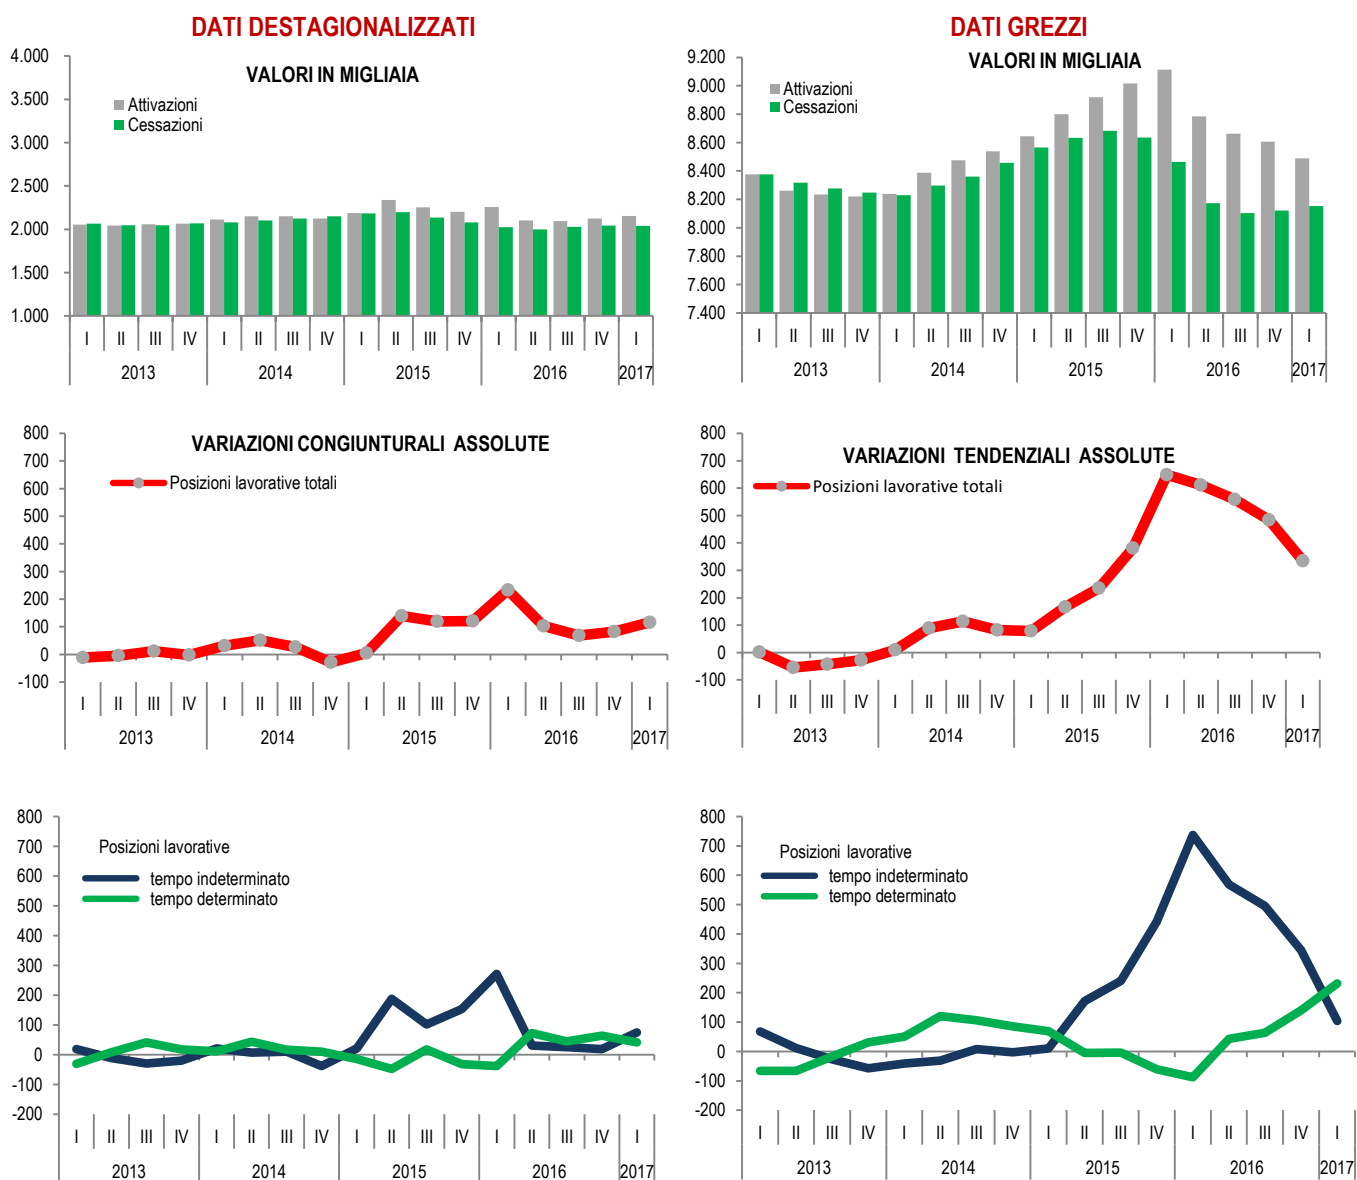 DATI DESTAGIONALIZZATI
VALORI IN MIGLIAIA
Attivazioni
Cessazioni
4.000
3.500
3.000
2.500
2.000
1.500
1.000
I II III IV I II III IV I II III IV I II III IV I
2013 2014 2015 2016 2017
DATI GREZZI
VALORI IN MIGLIAIA
Attivazioni
Cessazioni
9.200
9.000
8.800
8.600
8.400
8.200
8.000
7.800
7.600
7.400
I II III IV I II III IV I II III IV I II III IV I
2013 2014 2015 2016 2017
VARIAZIONI CONGIUNTURALI ASSOLUTE
Posizioni lavorative totali
800
700
600
500
400
300
200
100
0
-100
I II III IV I II III IV I II III IV I II III IV I
2013 2014 2015 2016 2017
VARIAZIONI TENDENZIALI ASSOLUTE
Posizioni lavorative totali
800
700
600
500
400
300
200
100
0
-100
I II III IV I II III IV I II III IV I II III IV I
2013 2014 2015 2016 2017
Posizioni lavorative
tempo indeterminato
tempo determinato
800
700
600
500
400
300
200
100
0
-100
-200
I II III IV I II III IV I II III IV I II III IV I
2013 2014 2015 2016 2017
Posizioni lavorative
tempo indeterminato
tempo determinato
800
700
600
500
400
300
200
100
0
-100
-200
I II III IV I II III IV I II III IV I II III IV I
2013 2014 2015 2016 2017